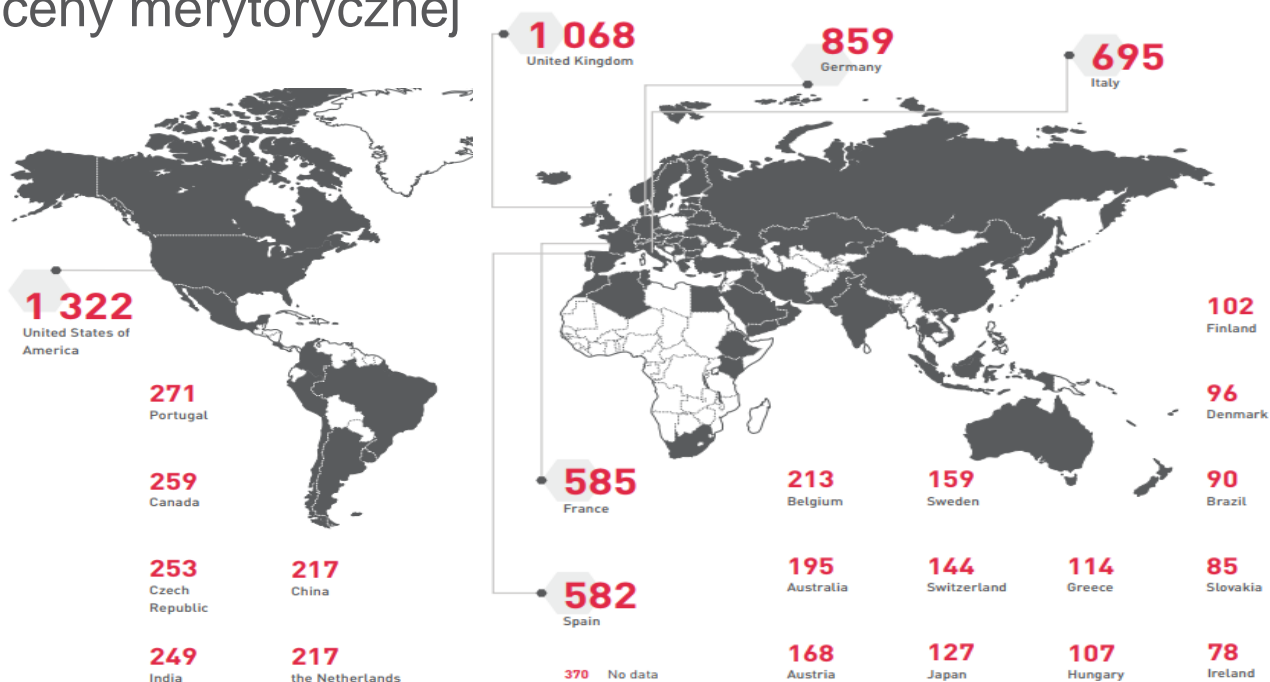 ceny merytorycznej
1 068
United Kingdom
859
Germany
695
Italy
1 322
United States of
America
271
Portugal
259
Canada
253
Czech
Republic
249
India
217
China
217
the Netherlands
585
France
582
Spain
370 No data
213
Belgium
195
Australia
168
Austria
159
Sweden
144
Switzerland
127
Japan
114
Greece
107
Hungary
102
Finland
96
Denmark
90
Brazil
85
Slovakia
78
Ireland